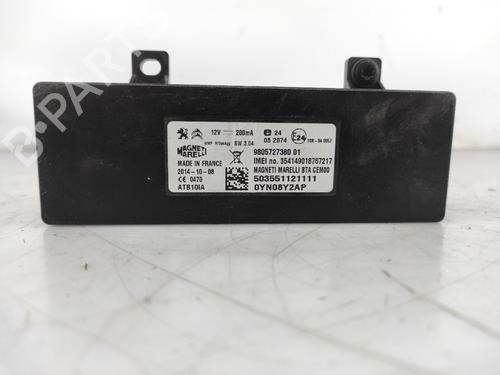 12V 200mA
e 24
03 2074
E24
SW 3.04
MAGNETI
MARELLI
MADE IN FRANCE
2014-10-08
CE 0470
ATB10IA
9805727380 01
IMEI no. 354149018767217
MAGNETI MARELLI BTA CEM00
503551121111
0YN08Y2AP
B-PARTS